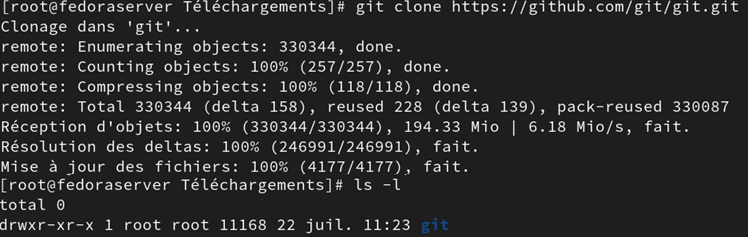 [root@fedoraserver Téléchargements]# git clone https://github.com/git/git.git
Clonage dans 'git'...
remote: Enumerating objects: 330344, done.
remote: Counting objects: 100% (257/257), done.
remote: Compressing objects: 100% (118/118), done.
remote: Total 330344 (delta 158), reused 228 (delta 139), pack-reused 330087
Réception d'objets: 100% (330344/330344), 194.33 Mio | 6.18 Mio/s, fait.
Résolution des deltas: 100% (246991/246991), fait.
Mise à jour des fichiers: 100% (4177/4177), fait.
[root@fedoraserver Téléchargements]# ls -l
total 0
drwxr-xr-x 1 root root 11168 22 juil. 11:23 git